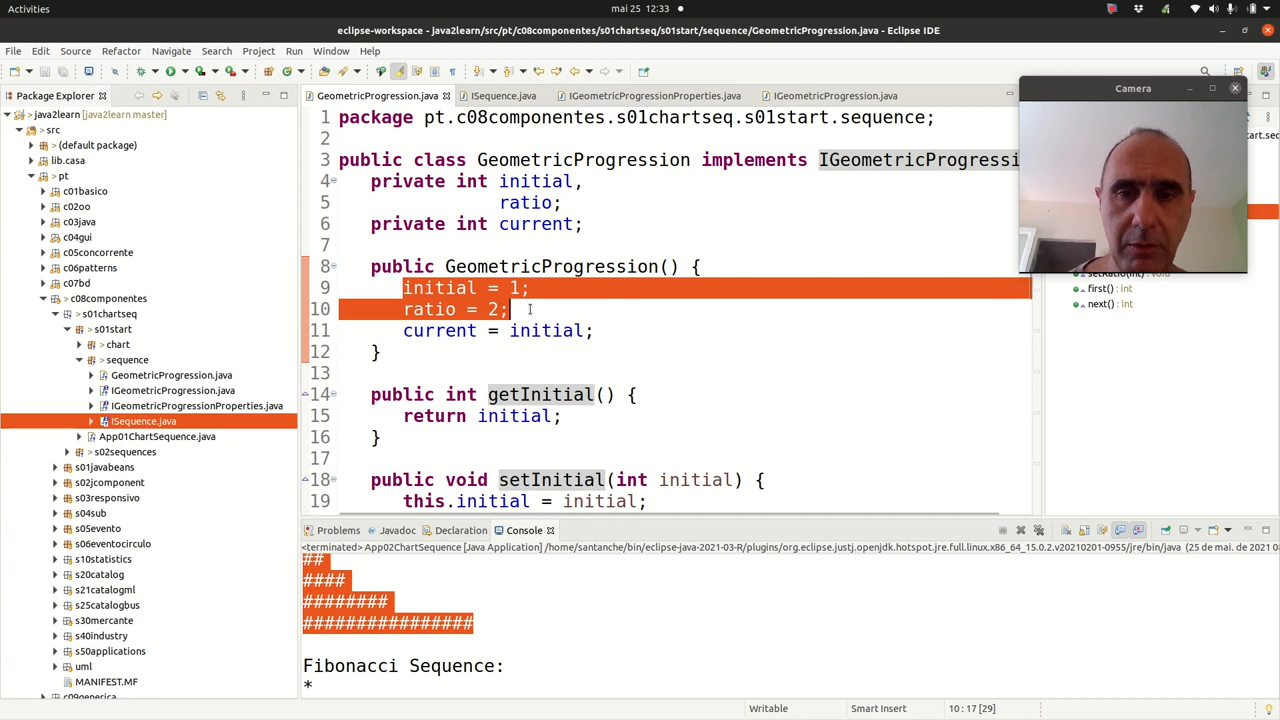 Activities
mai 25 12:33
eclipse-workspace – java2learn/src/pt/c08componentes/s01chartseq/s01start/sequence/GeometricProgression.java – Eclipse IDE
File Edit Source Refactor Navigate Search Project Run Window Help
Package Explorer
GeometricProgression.java
ISequence.java
IGeometricProgressionProperties.java
IGeometricProgression.java
Camera
> java2learn [java2learn master]
> src
(default package)
lib.casa
> pt
c01basico
c02oo
c03java
c04gui
c05concorrente
c06patterns
c07bd
> c08componentes
> s01chartseq
> s01start
> chart
> sequence
GeometricProgression.java
IGeometricProgression.java
IGeometricProgressionProperties.java
ISequence.java
App01ChartSequence.java
> s02sequences
s01javabeans
s02jcomponent
s03responsivo
s04sub
s05evento
s06eventocirculo
s10statistics
s20catalog
s21catalogml
s25catalogbus
s30mercante
s40industry
s50applications
uml
MANIFEST.MF
c09generica
1 package pt.c08componentes.s01chartseq.s01start.sequence;
2
3 public class GeometricProgression implements IGeometricProgressi
4 private int initial,
5 ratio;
6 private int current;
7
8 public GeometricProgression() {
9 initial = 1;
10 ratio = 2;
11 current = initial;
12 }
13
14 public int getInitial() {
15 return initial;
16 }
17
18 public void setInitial(int initial) {
19 this.initial = initial;
first() : int
next() : int
Problems Javadoc Declaration Console
<terminated> App02ChartSequence [Java Application] /home/santanche/bin/eclipse-java-2021-03-R/plugins/org.eclipse.justj.openjdk.hotspot.jre.full.linux.x86_64_15.0.2.v20210201-0955/jre/bin/java (25 de mai. de 2021 0
##
####
########
################
Fibonacci Sequence:
*
Writable
Smart Insert
10 : 17 [29]